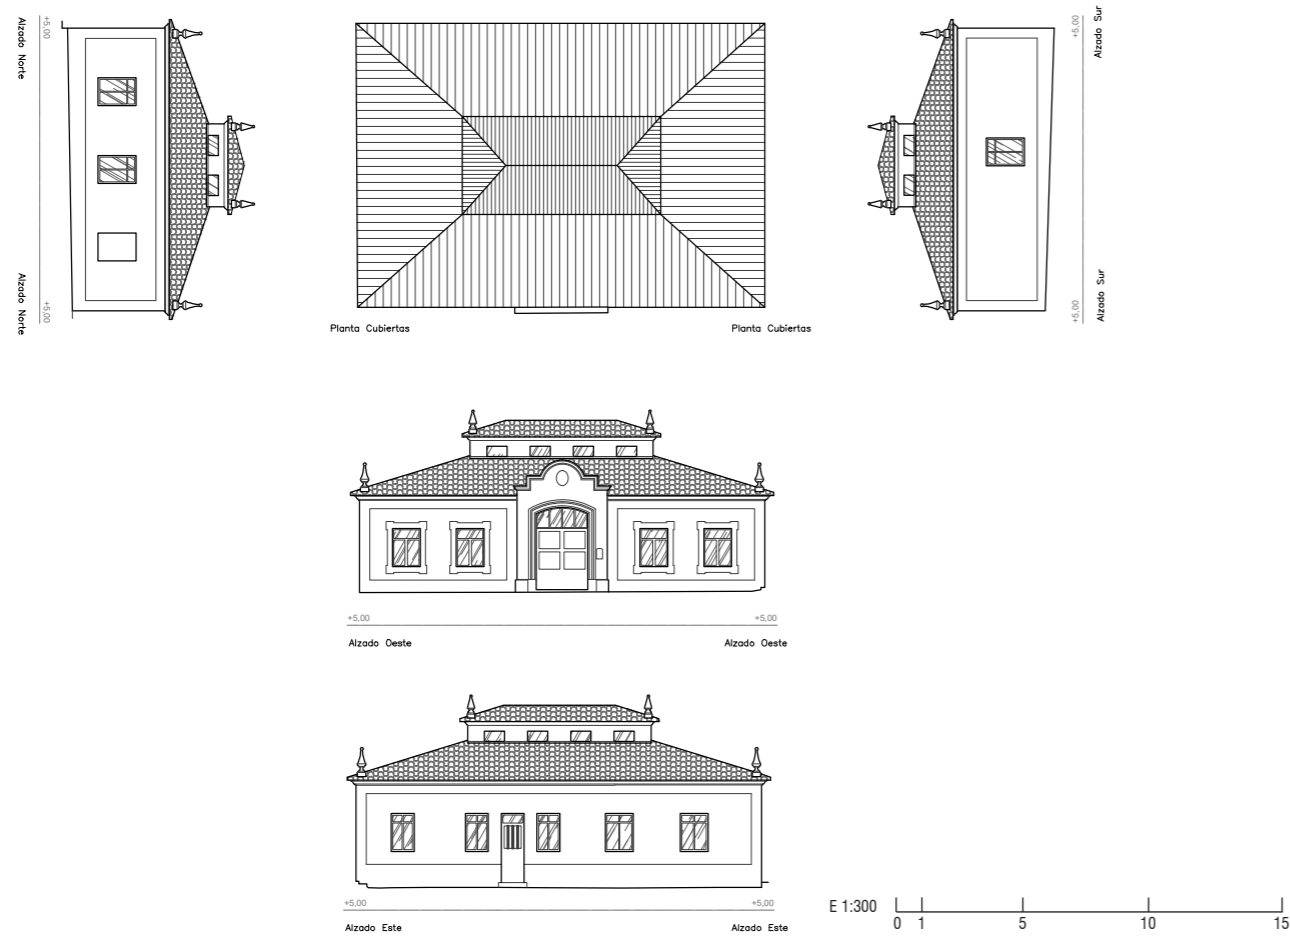 Alzado Norte
+5,00
Alzado Norte
+5,00
Planta Cubiertas
Planta Cubiertas
+5,00
Alzado Sur
+5,00
Alzado Sur
+5,00
+5,00
Alzado Oeste
Alzado Oeste
+5,00
+5,00
Alzado Este
Alzado Este
E 1:300
0 1 5 10 15